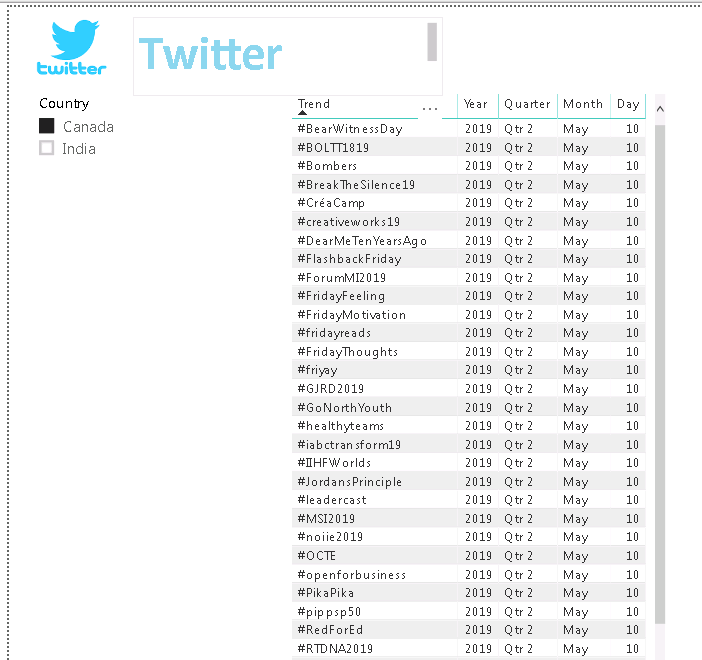 twitter
Twitter
Country
Canada
India
Trend ... Year Quarter Month Day
#BearWitnessDay 2019 Qtr 2 May 10
#BOLTT1819 2019 Qtr 2 May 10
#Bombers 2019 Qtr 2 May 10
#BreakTheSilence19 2019 Qtr 2 May 10
#CréaCamp 2019 Qtr 2 May 10
#creativeworks19 2019 Qtr 2 May 10
#DearMeTenYearsAgo 2019 Qtr 2 May 10
#FlashbackFriday 2019 Qtr 2 May 10
#ForumMI2019 2019 Qtr 2 May 10
#FridayFeeling 2019 Qtr 2 May 10
#FridayMotivation 2019 Qtr 2 May 10
#fridayreads 2019 Qtr 2 May 10
#FridayThoughts 2019 Qtr 2 May 10
#friyay 2019 Qtr 2 May 10
#GJRD2019 2019 Qtr 2 May 10
#GoNorthYouth 2019 Qtr 2 May 10
#healthyteams 2019 Qtr 2 May 10
#iabctransform19 2019 Qtr 2 May 10
#IIHFWorlds 2019 Qtr 2 May 10
#JordansPrinciple 2019 Qtr 2 May 10
#leadercast 2019 Qtr 2 May 10
#MSI2019 2019 Qtr 2 May 10
#noiie2019 2019 Qtr 2 May 10
#OCTE 2019 Qtr 2 May 10
#openforbusiness 2019 Qtr 2 May 10
#PikaPika 2019 Qtr 2 May 10
#pippsp50 2019 Qtr 2 May 10
#RedForEd 2019 Qtr 2 May 10
#RTDNA2019 2019 Qtr 2 May 10